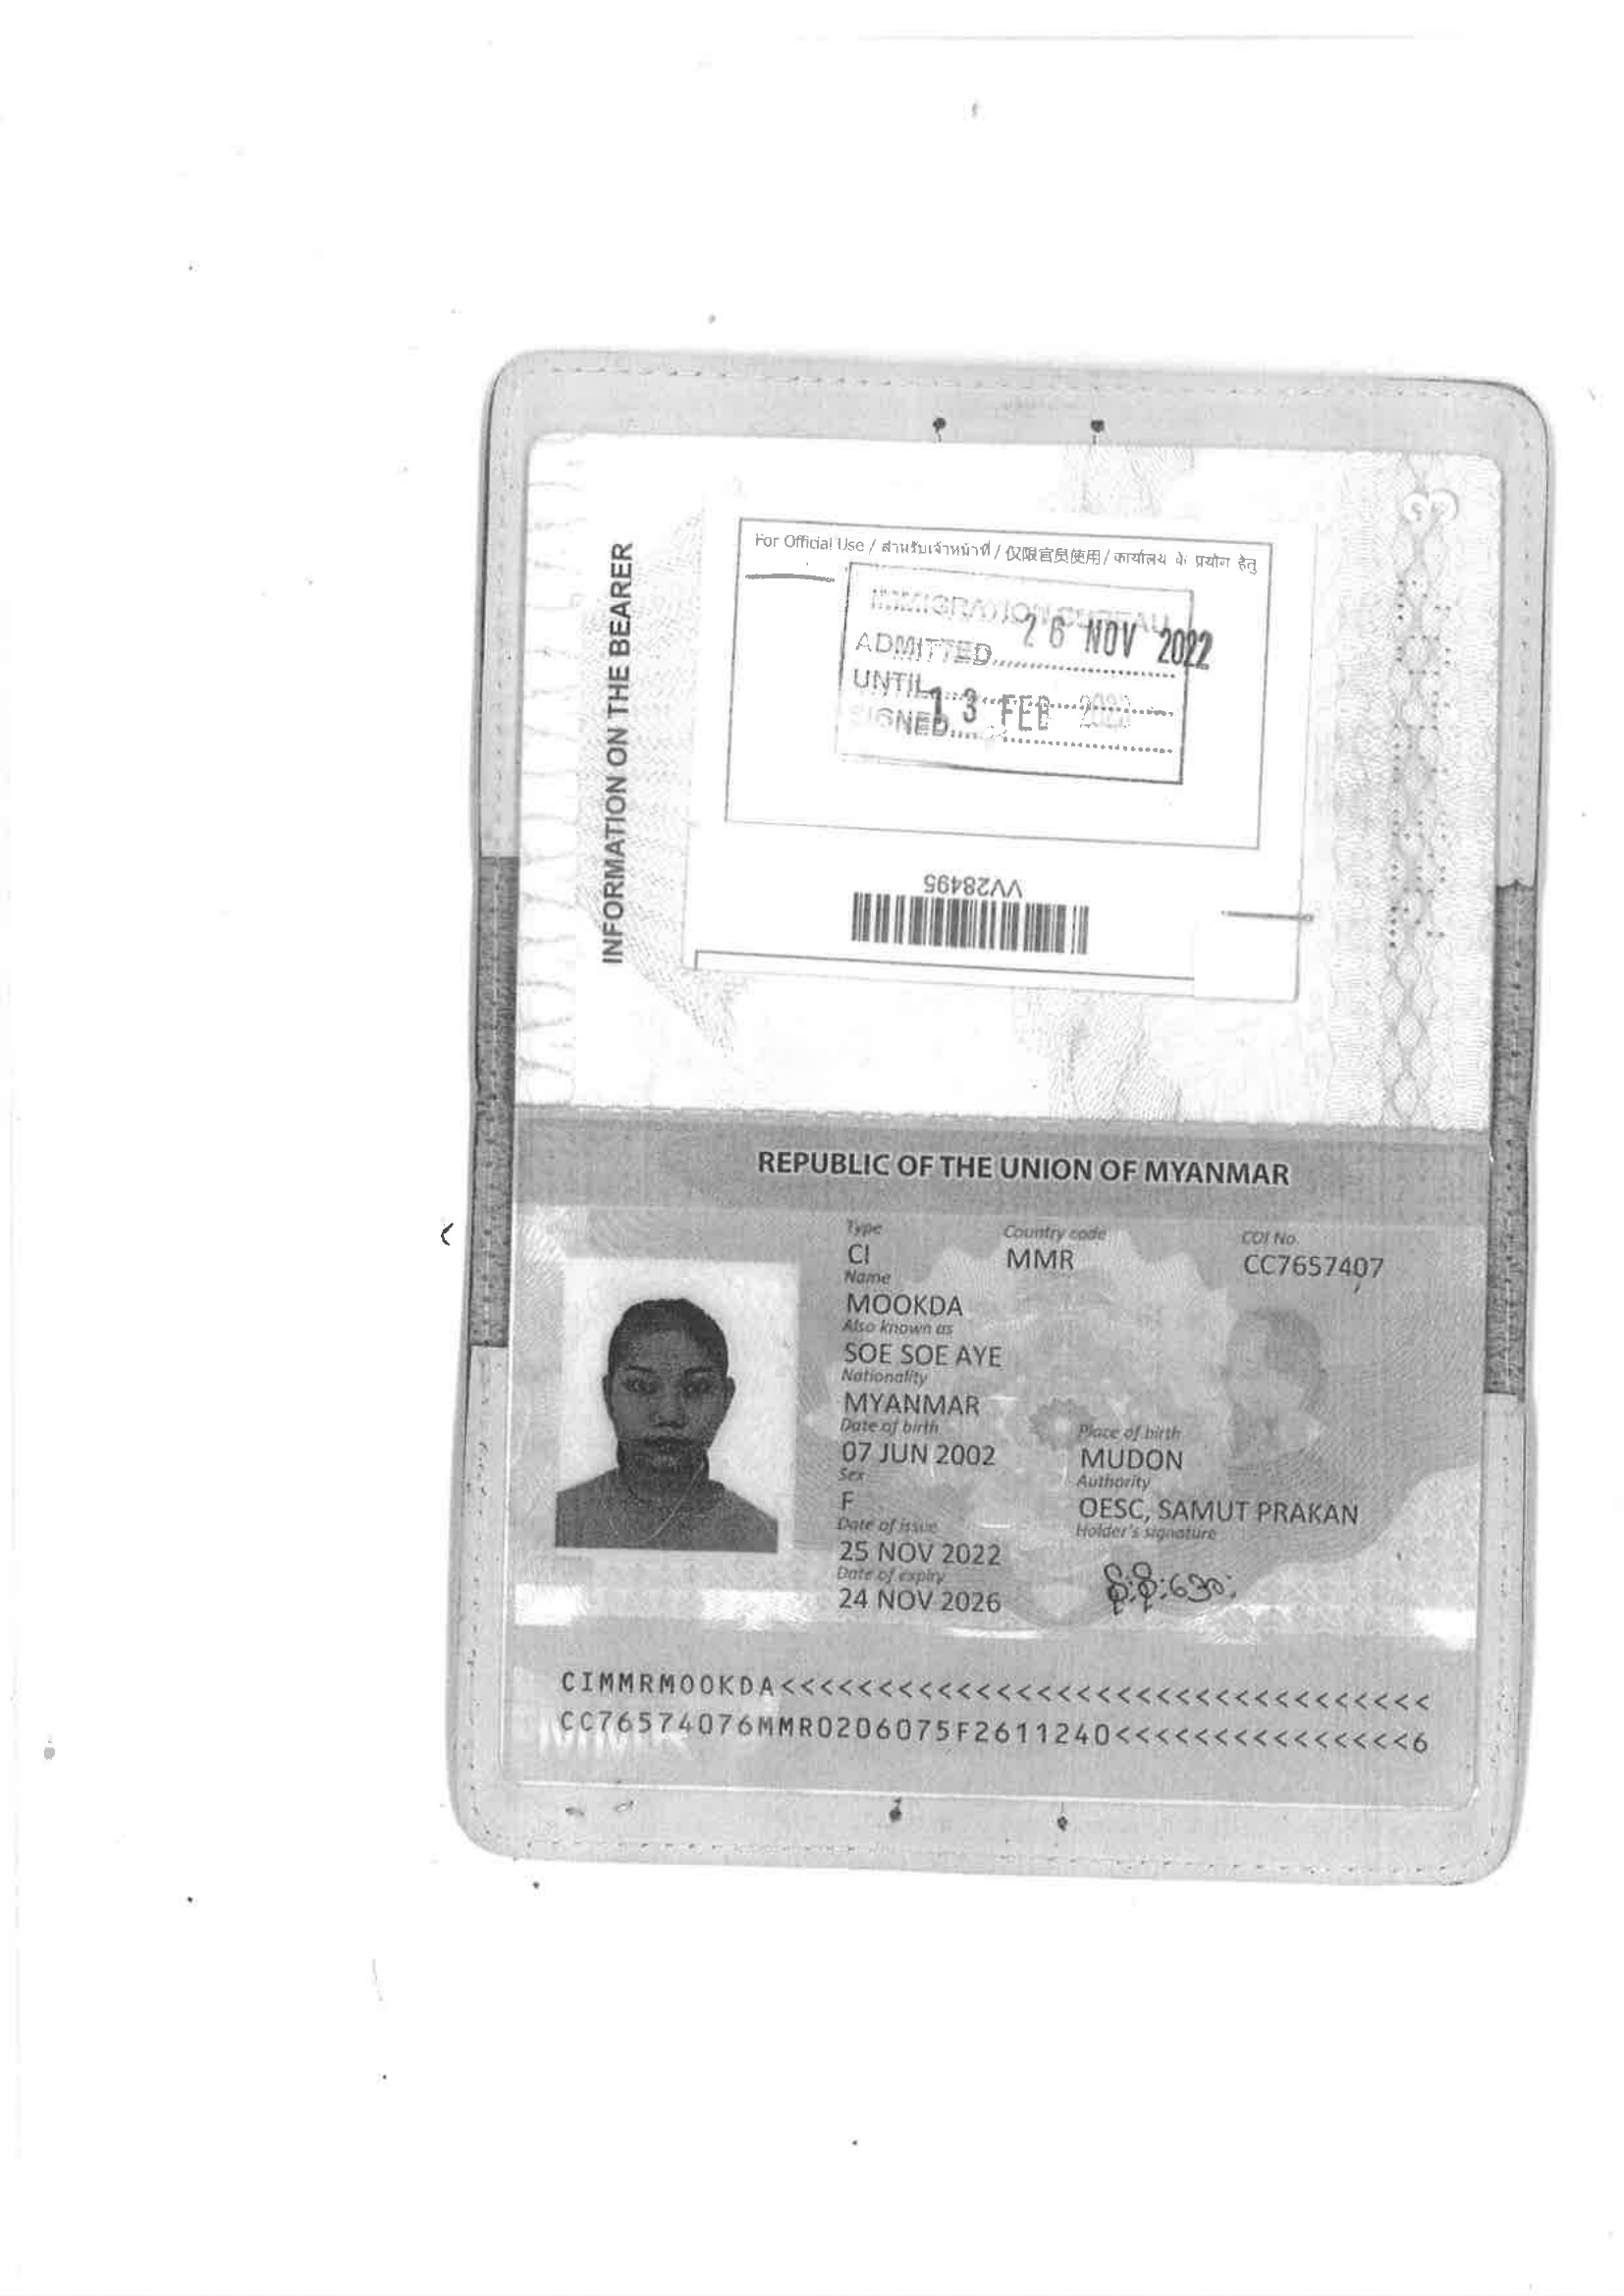 INFORMATION ON THE BEARER
3
For Official Use / สำหรับเจ้าหน้าที่ / 仅限官员使用 / कार्यालय के प्रयोग हेतु
IMMIGRATION BUREAU
ADMITTED 26 NOV 2022
UNTIL 13 FEB
SIGNED
VV28495
REPUBLIC OF THE UNION OF MYANMAR
Type Country code COI No.
CI MMR CC7657407
Name
MOOKDA
Also known as
SOE SOE AYE
Nationality
MYANMAR
Date of birth Place of birth
07 JUN 2002 MUDON
Sex Authority
F OESC, SAMUT PRAKAN
Date of issue Holder's signature
25 NOV 2022
စိုးစိုးအေး
Date of expiry
24 NOV 2026
CIMMRMOOKDA<<<<<<<<<<<<<<<<<<<<<<<<<<<<<<<<<
CC76574076MMR0206075F2611240<<<<<<<<<<<<<<<6